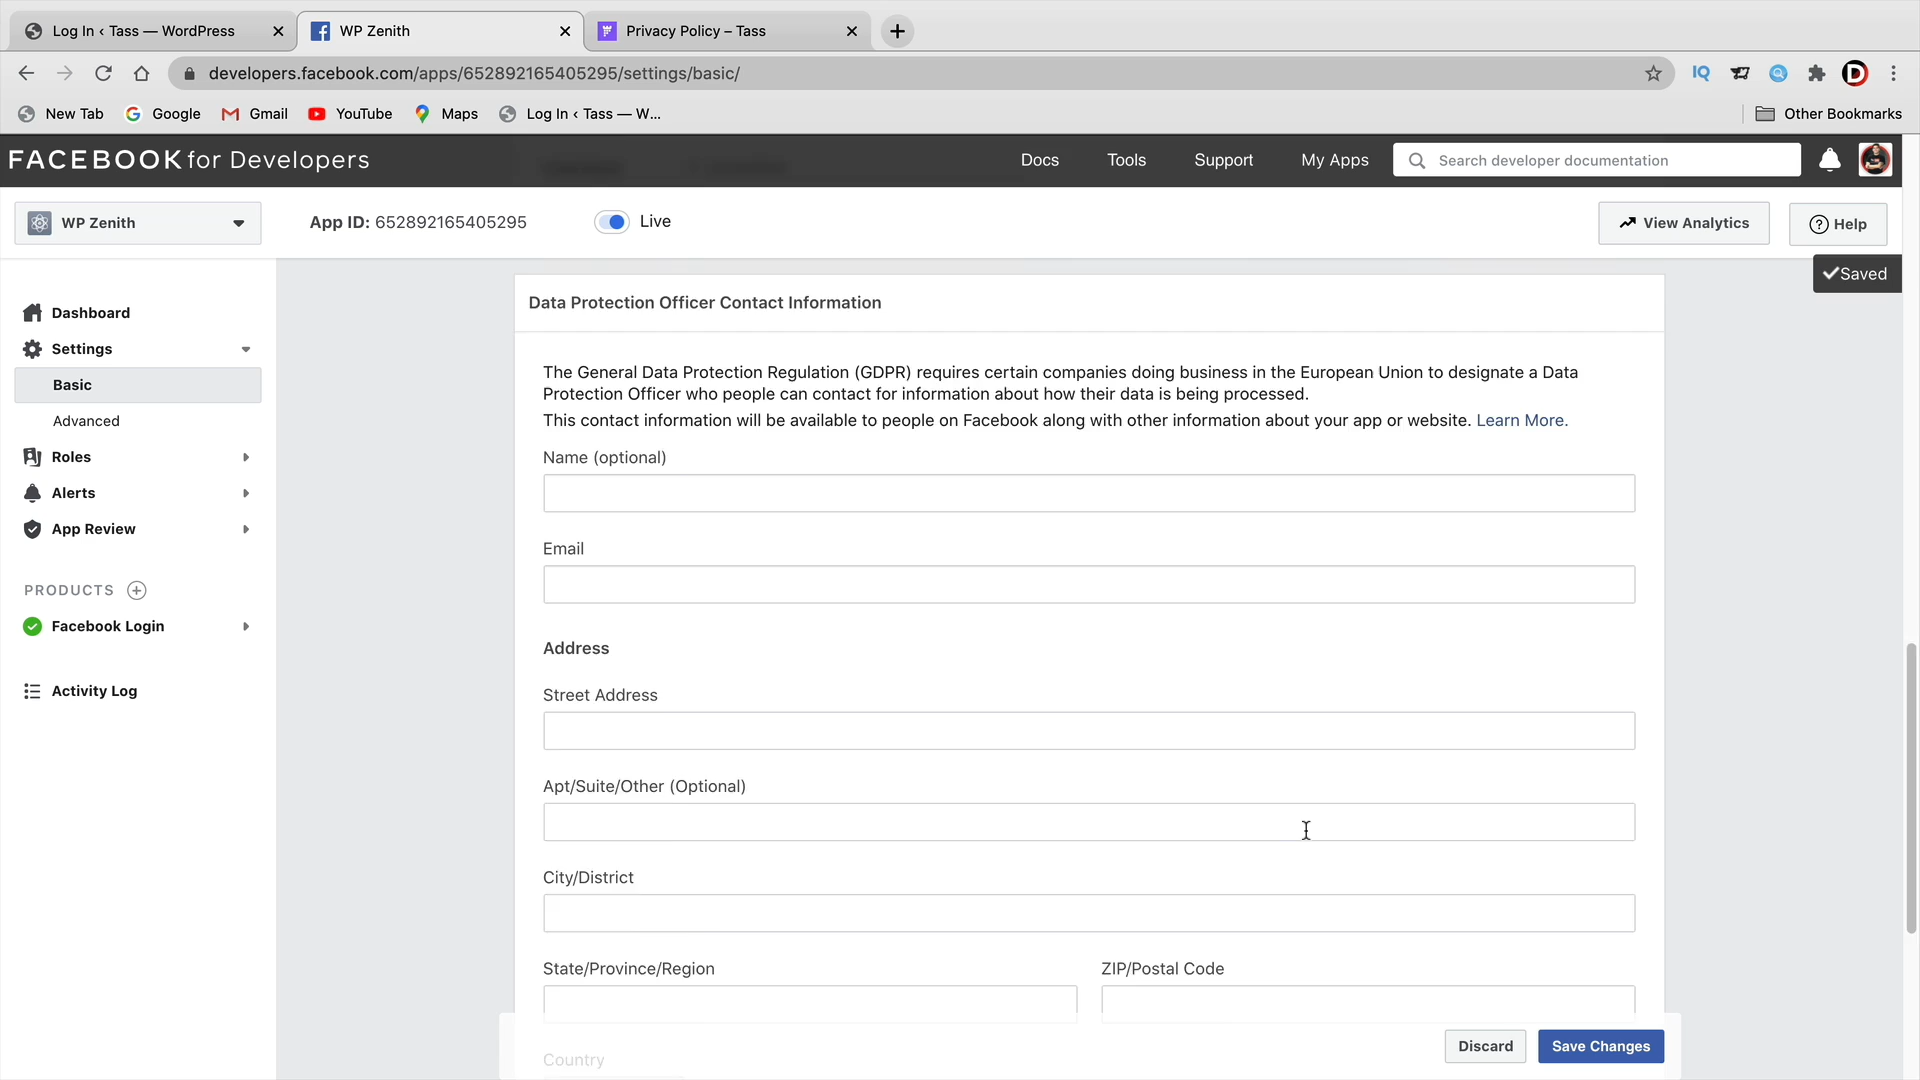 Log In ‹ Tass — WordPress
WP Zenith
Privacy Policy – Tass
developers.facebook.com/apps/652892165405295/settings/basic/
IQ
D
New Tab
Google
Gmail
YouTube
Maps
Log In ‹ Tass — W...
Other Bookmarks
FACEBOOK for Developers
Docs
Tools
Support
My Apps
Search developer documentation
WP Zenith
App ID: 652892165405295
Live
View Analytics
Help
Saved
Dashboard
Settings
Basic
Advanced
Roles
Alerts
App Review
PRODUCTS
Facebook Login
Activity Log
Data Protection Officer Contact Information
The General Data Protection Regulation (GDPR) requires certain companies doing business in the European Union to designate a Data
Protection Officer who people can contact for information about how their data is being processed.
This contact information will be available to people on Facebook along with other information about your app or website. Learn More.
Name (optional)
Email
Address
Street Address
Apt/Suite/Other (Optional)
City/District
State/Province/Region
ZIP/Postal Code
Country
Discard
Save Changes